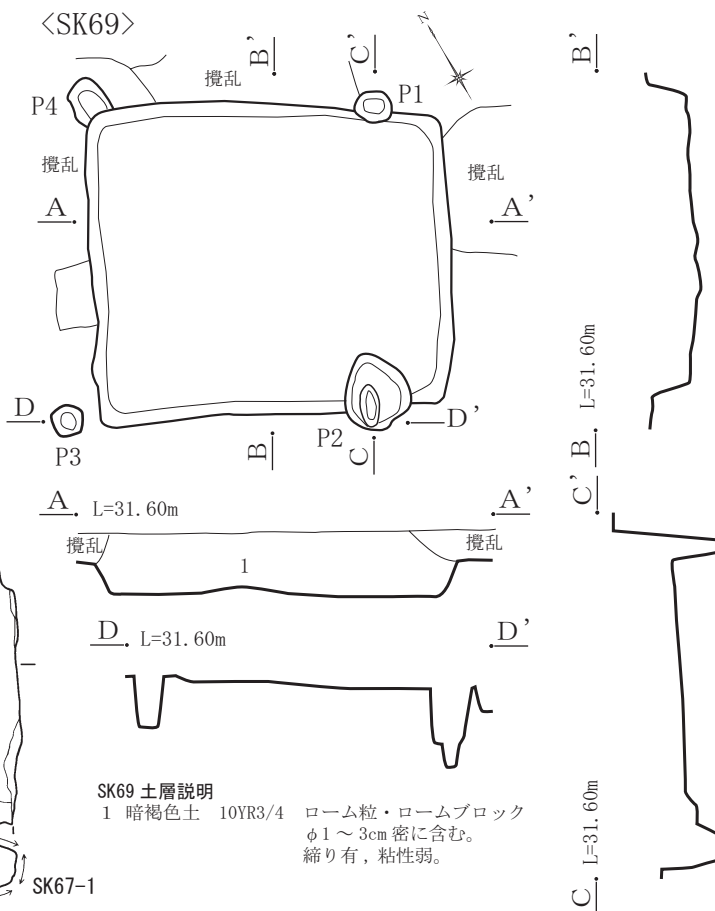 <SK69>
N
B’
C’
B’
攪乱
P4
P1
攪乱
攪乱
A
A’
L=31.60m
D
P3
B
P2
C
D’
B
C’
A
L=31.60m
A’
攪乱
1
攪乱
D
L=31.60m
D’
SK69 土層説明
1 暗褐色土 10YR3/4 ローム粒・ロームブロック
φ1～3cm 密に含む。
締り有，粘性弱。
L=31.60m
C
SK67-1